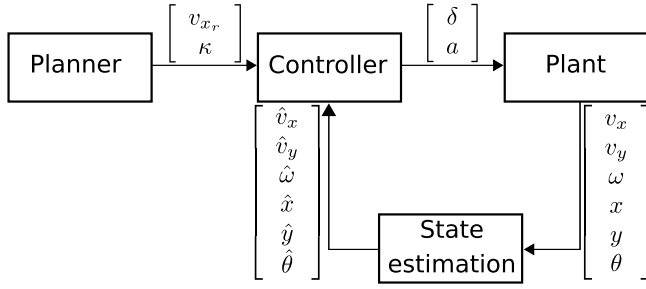 v_{x_r}
κ
δ
a
Planner
Controller
Plant
v̂_x
v̂_y
ω̂
x̂
ŷ
θ̂
v_x
v_y
ω
x
y
θ
State
estimation